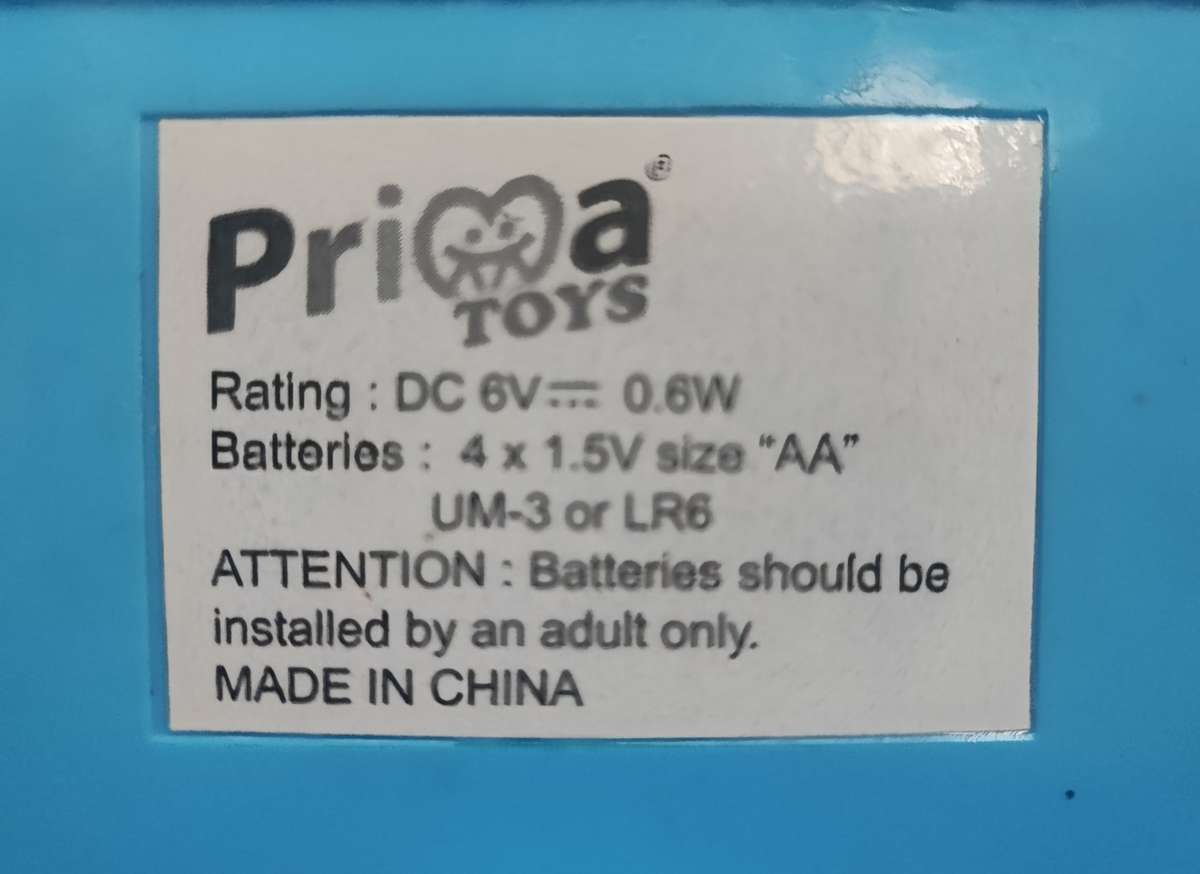 Prima®
TOYS
Rating : DC 6V⎓ 0.6W
Batteries : 4 x 1.5V size “AA”
UM-3 or LR6
ATTENTION : Batteries should be
installed by an adult only.
MADE IN CHINA